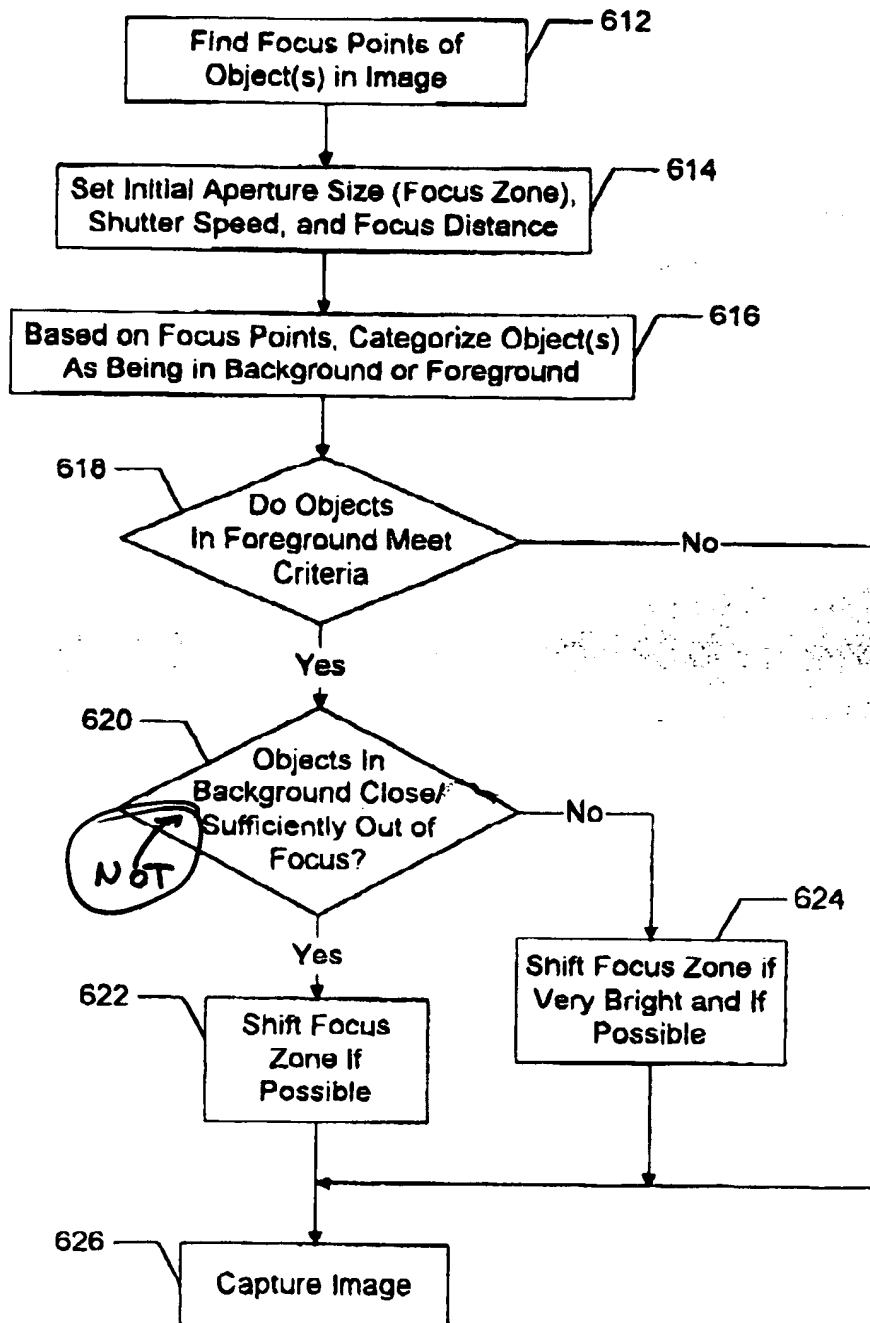 612
Find Focus Points of
Object(s) in Image
614
Set Initial Aperture Size (Focus Zone),
Shutter Speed, and Focus Distance
616
Based on Focus Points, Categorize Object(s)
As Being in Background or Foreground
618
Do Objects
In Foreground Meet
Criteria
No
Yes
620
Objects In
Background Close/
Sufficiently Out of
Focus?
NOT
No
Yes
624
Shift Focus Zone if
Very Bright and If
Possible
622
Shift Focus
Zone If
Possible
626
Capture Image